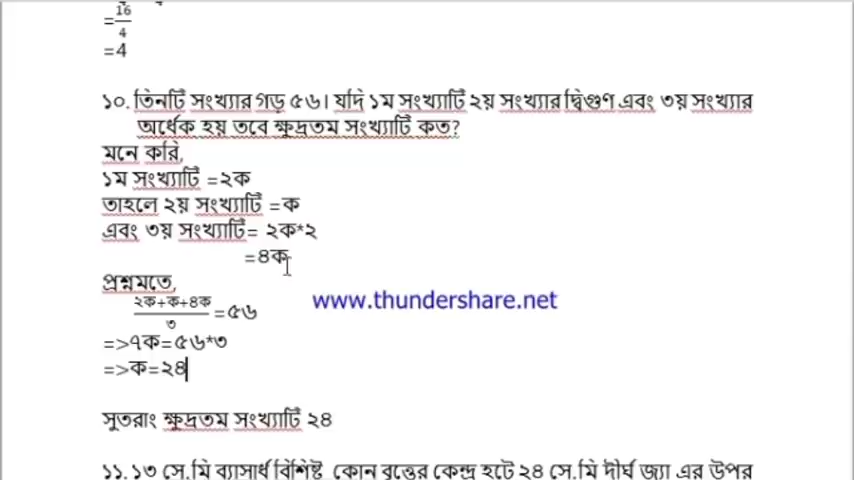 =16/4
=4
১০. তিনটি সংখ্যার গড় ৫৬। যদি ১ম সংখ্যাটি ২য় সংখ্যার দ্বিগুণ এবং ৩য় সংখ্যার
অর্ধেক হয় তবে ক্ষুদ্রতম সংখ্যাটি কত?
মনে করি,
১ম সংখ্যাটি =২ক
তাহলে ২য় সংখ্যাটি =ক
এবং ৩য় সংখ্যাটি= ২ক*২
=৪ক
প্রশ্নমতে,
(২ক+ক+৪ক)/৩ =৫৬
www.thundershare.net
=>৭ক=৫৬*৩
=>ক=২৪
সুতরাং ক্ষুদ্রতম সংখ্যাটি ২৪
১১. ১৩ সে.মি ব্যাসার্ধ বিশিষ্ট কোন বৃত্তের কেন্দ্র হটে ২৪ সে.মি দীর্ঘ জ্যা এর উপর